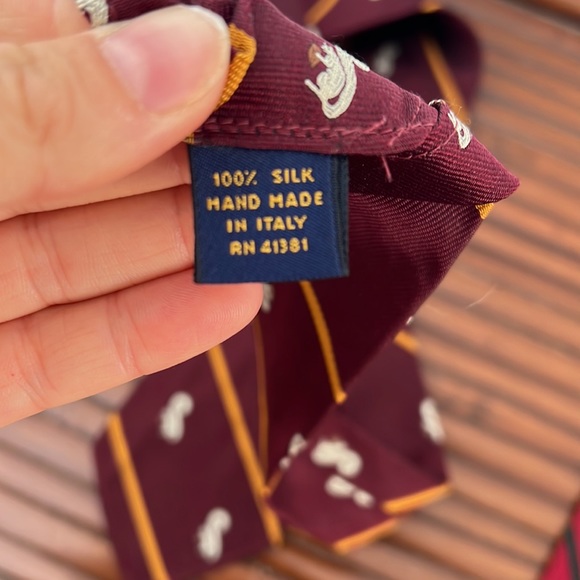 100% SILK
HAND MADE
IN ITALY
RN 41381